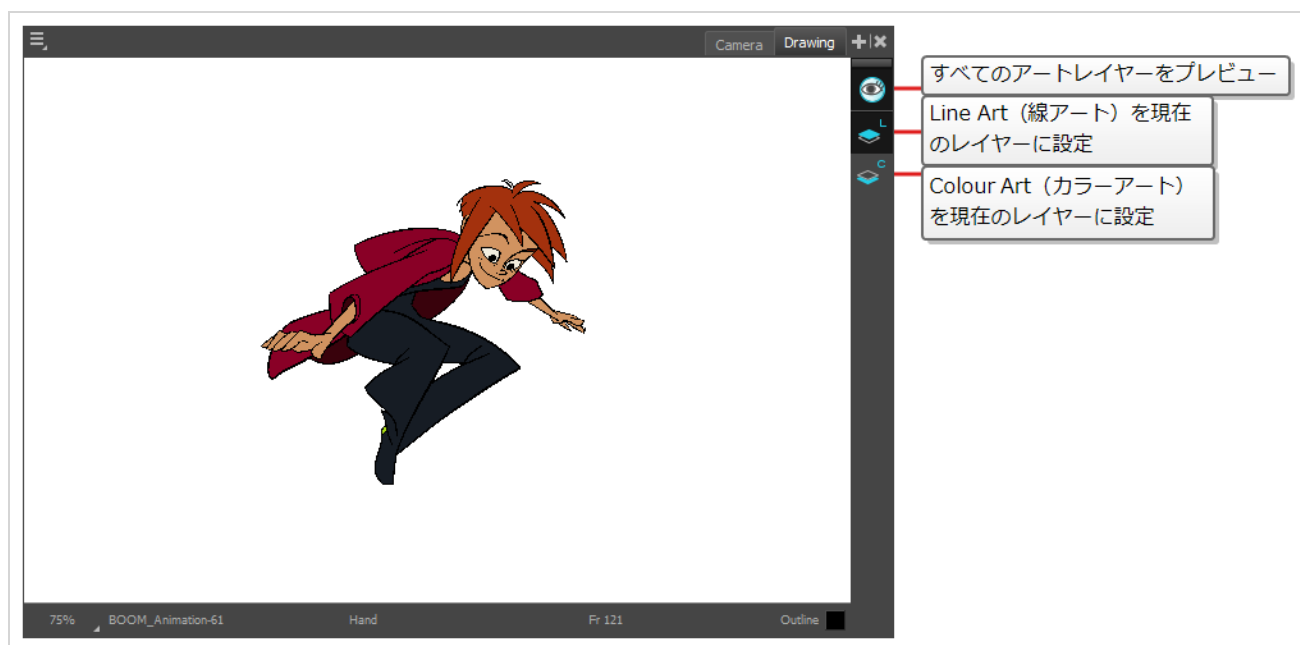 Camera
Drawing
すべてのアートレイヤーをプレビュー
L
Line Art（線アート）を現在
のレイヤーに設定
C
Colour Art（カラーアート）
を現在のレイヤーに設定
75%
BOOM_Animation-61
Hand
Fr 121
Outline